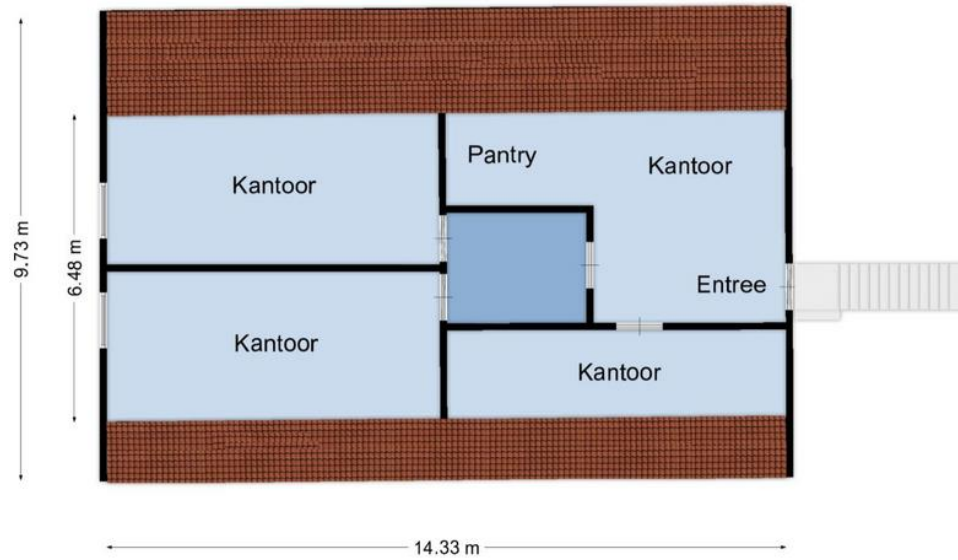 Pantry
Kantoor
Kantoor
9.73 m
6.48 m
Entree
Kantoor
Kantoor
14.33 m